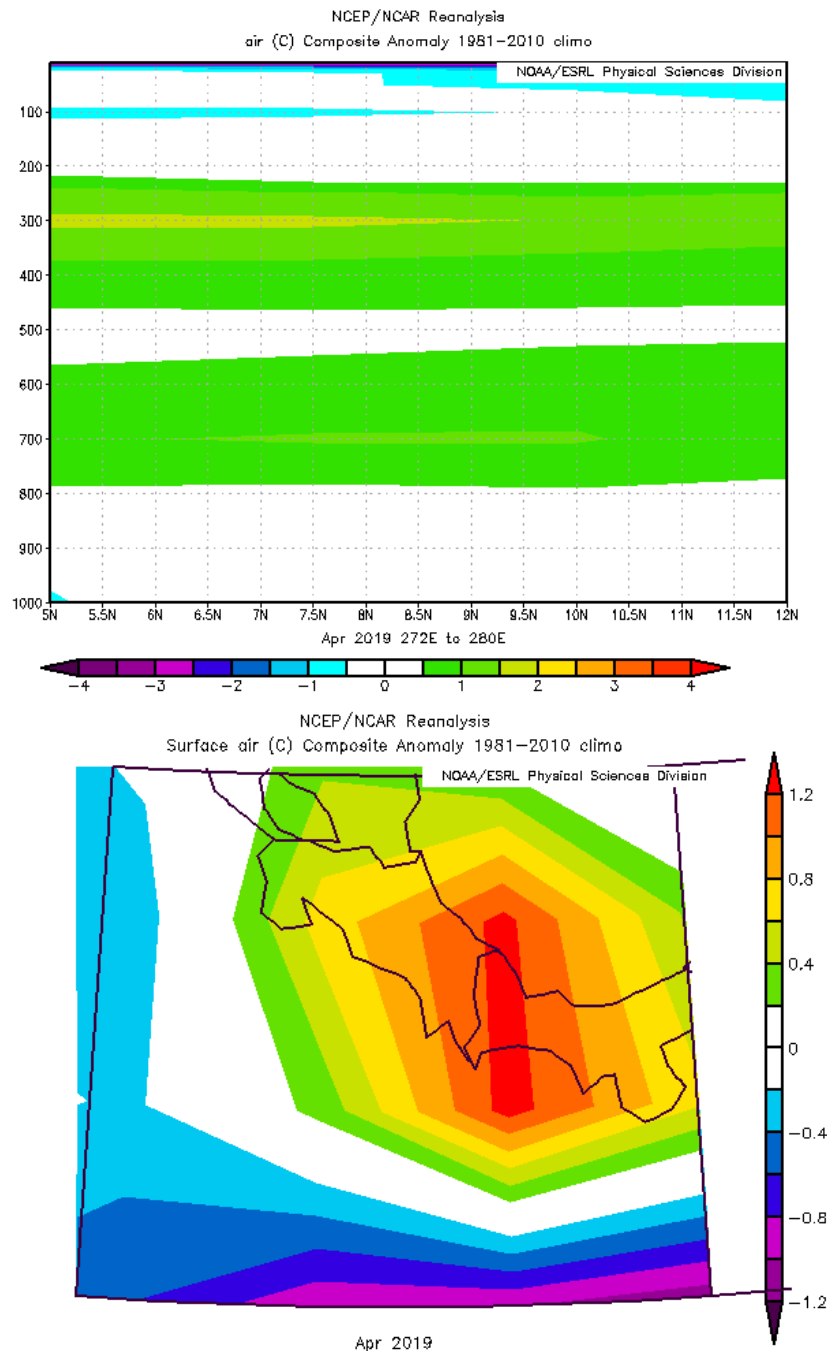 NCEP/NCAR Reanalysis
air (C) Composite Anomaly 1981-2010 climo
NOAA/ESRL Physical Sciences Division
100
200
300
400
500
600
700
800
900
1000
5N 5.5N 6N 6.5N 7N 7.5N 8N 8.5N 9N 9.5N 10N 10.5N 11N 11.5N 12N
Apr 2019 272E to 280E
-4 -3 -2 -1 0 1 2 3 4
NCEP/NCAR Reanalysis
Surface air (C) Composite Anomaly 1981-2010 climo
NOAA/ESRL Physical Sciences Division
1.2
0.8
0.4
0
-0.4
-0.8
-1.2
Apr 2019